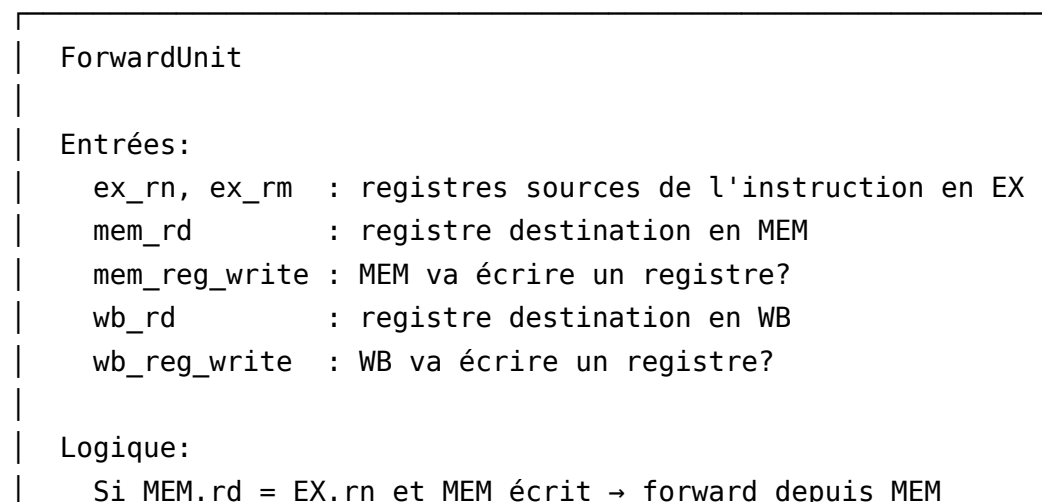 ForwardUnit
Entrées:
ex_rn, ex_rm : registres sources de l'instruction en EX
mem_rd : registre destination en MEM
mem_reg_write : MEM va écrire un registre?
wb_rd : registre destination en WB
wb_reg_write : WB va écrire un registre?
Logique:
Si MEM.rd = EX.rn et MEM écrit → forward depuis MEM